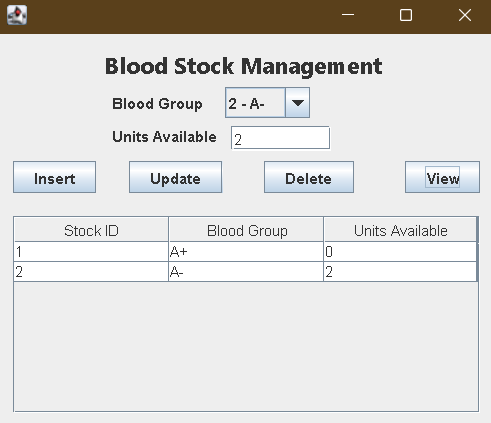 Blood Stock Management
Blood Group 2 - A-
Units Available 2
Insert Update Delete View
Stock ID Blood Group Units Available
1 A+ 0
2 A- 2